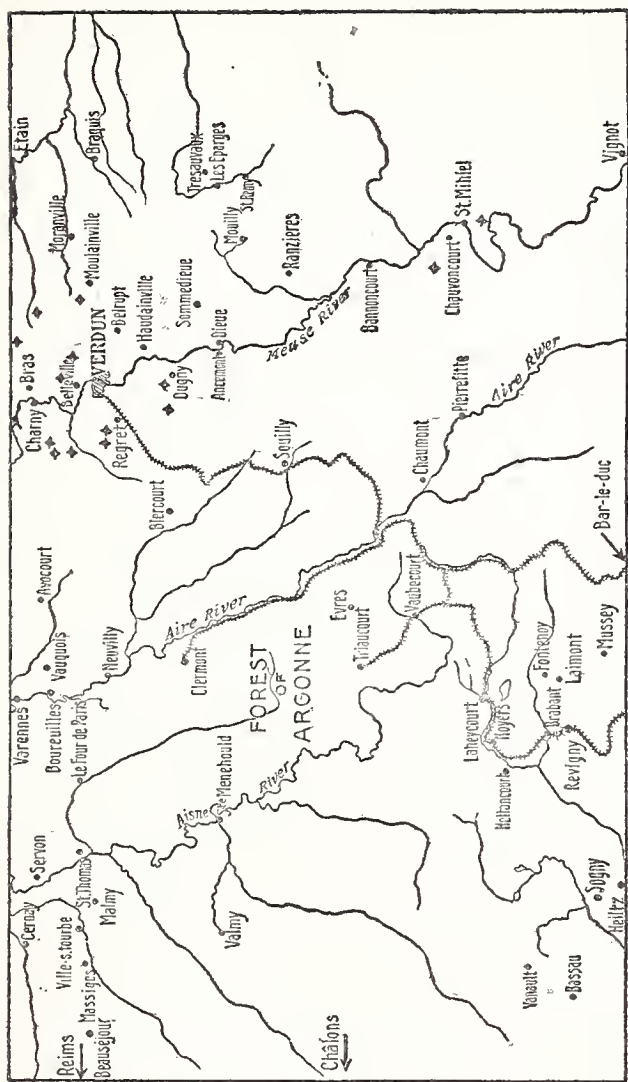 Cernay
Servon
Varennes
Charny
Bras
Etain
Reims
Ville-s.tourbe
Boureuilles
Vauquois
Avocourt
Belleville
Moranville
Massiges
St.Thomas
Le Four de Paris
Moulainville
Braquis
Beauséjour
Malmy
Neuvilly
VERDUN
Regret
Belrupt
Blercourt
Haudainville
Dugny
Sommedieue
Aire River
Clermont
Tresauvaux
Les Eparges
Aisne
Ancemont
Dieue
Valmy
Ste Menehould
Mouilly
St.Remy
FOREST
OF
ARGONNE
River
Souilly
Meuse River
Ranzieres
Châlons
Evres
Triaucourt
Bannoncourt
Vaubecourt
Chaumont
Chauvoncourt
St.Mihiel
Pierrefitte
Laheycourt
Noyers
Nettancourt
Aire River
Vanault
Brabant
Fontenoy
Bassau
Revigny
Laimont
Sogny
Mussey
Bar-le-duc
Heiltz
Vignot